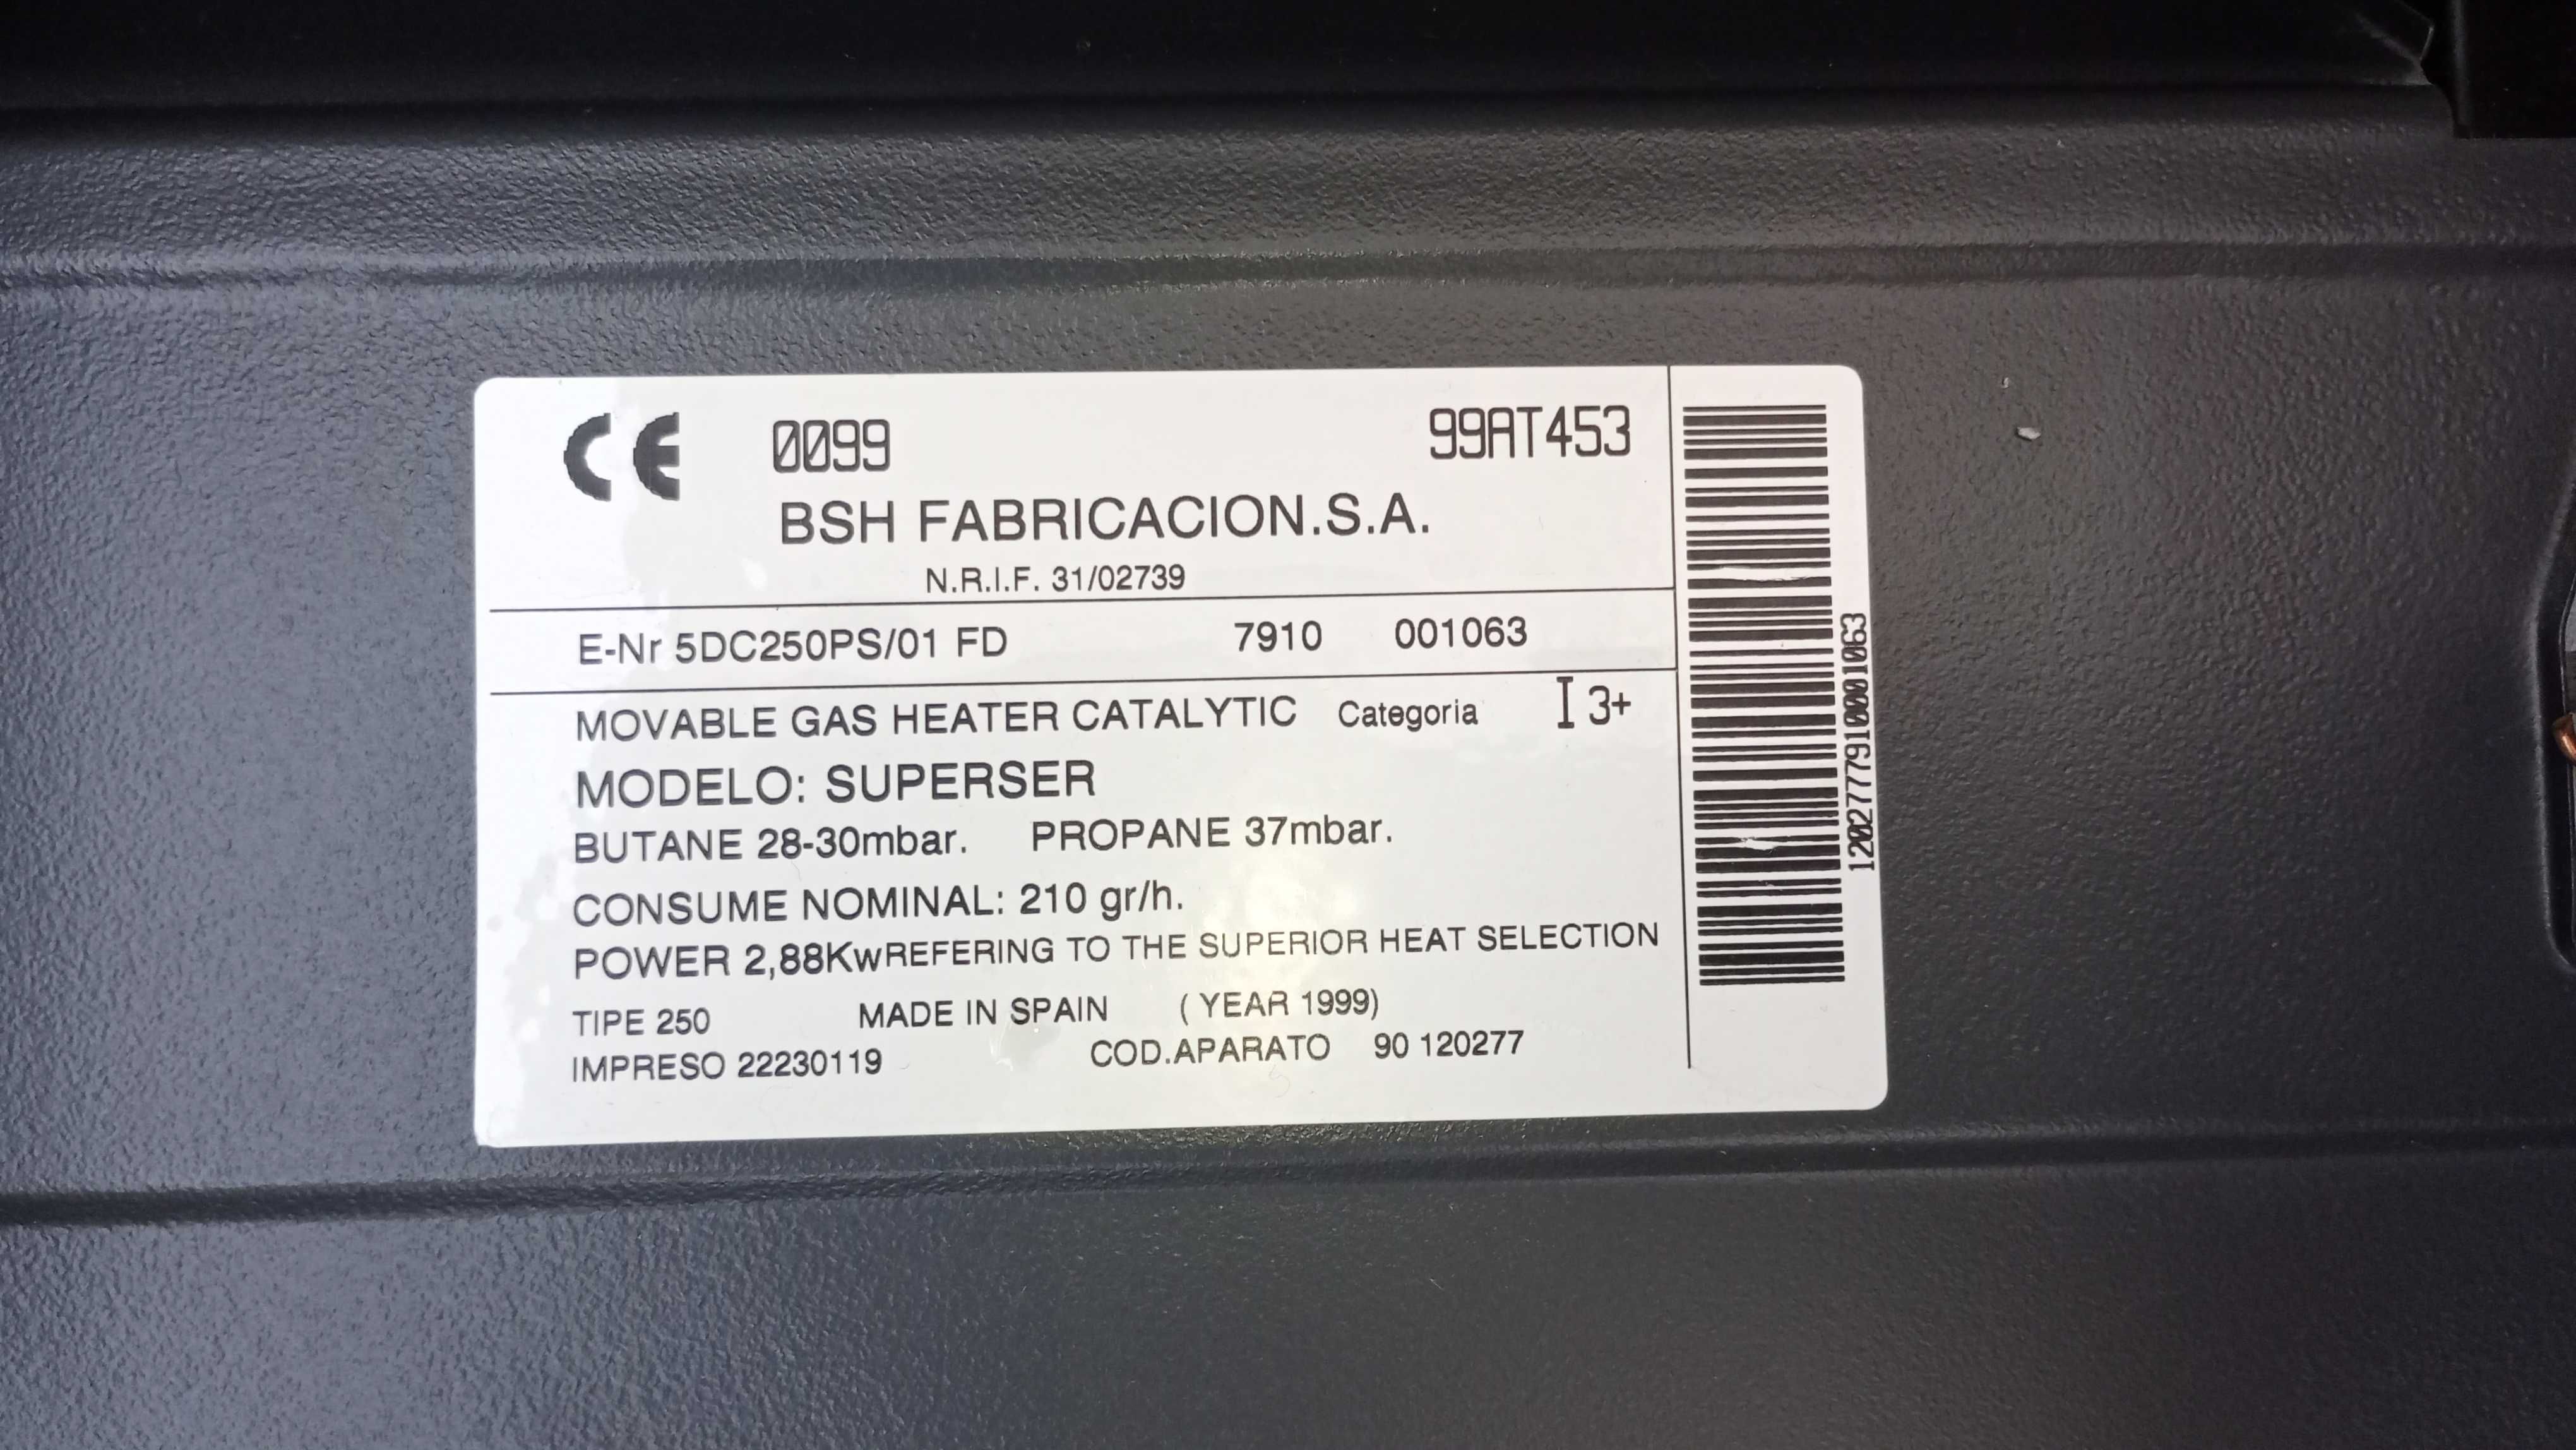 CE 0099 99AT453
BSH FABRICACION.S.A.
N.R.I.F. 31/02739
E-Nr 5DC250PS/01 FD 7910 001063
MOVABLE GAS HEATER CATALYTIC Categoria I 3+
MODELO: SUPERSER
BUTANE 28-30mbar. PROPANE 37mbar.
CONSUME NOMINAL: 210 gr/h.
POWER 2,88KwREFERING TO THE SUPERIOR HEAT SELECTION
TIPE 250 MADE IN SPAIN ( YEAR 1999)
IMPRESO 22230119 COD.APARATO 90 120277
1202777910001063